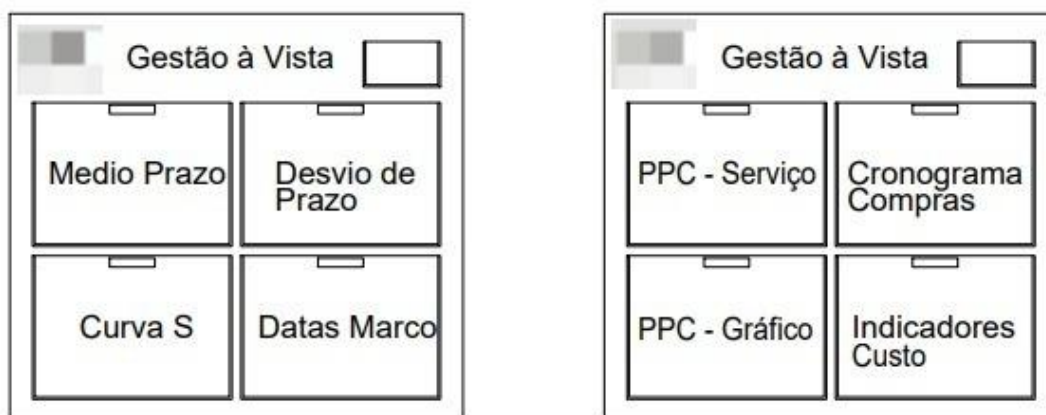 Gestão à Vista
Medio Prazo
Desvio de
Prazo
Curva S
Datas Marco
Gestão à Vista
PPC - Serviço
Cronograma
Compras
PPC - Gráfico
Indicadores
Custo